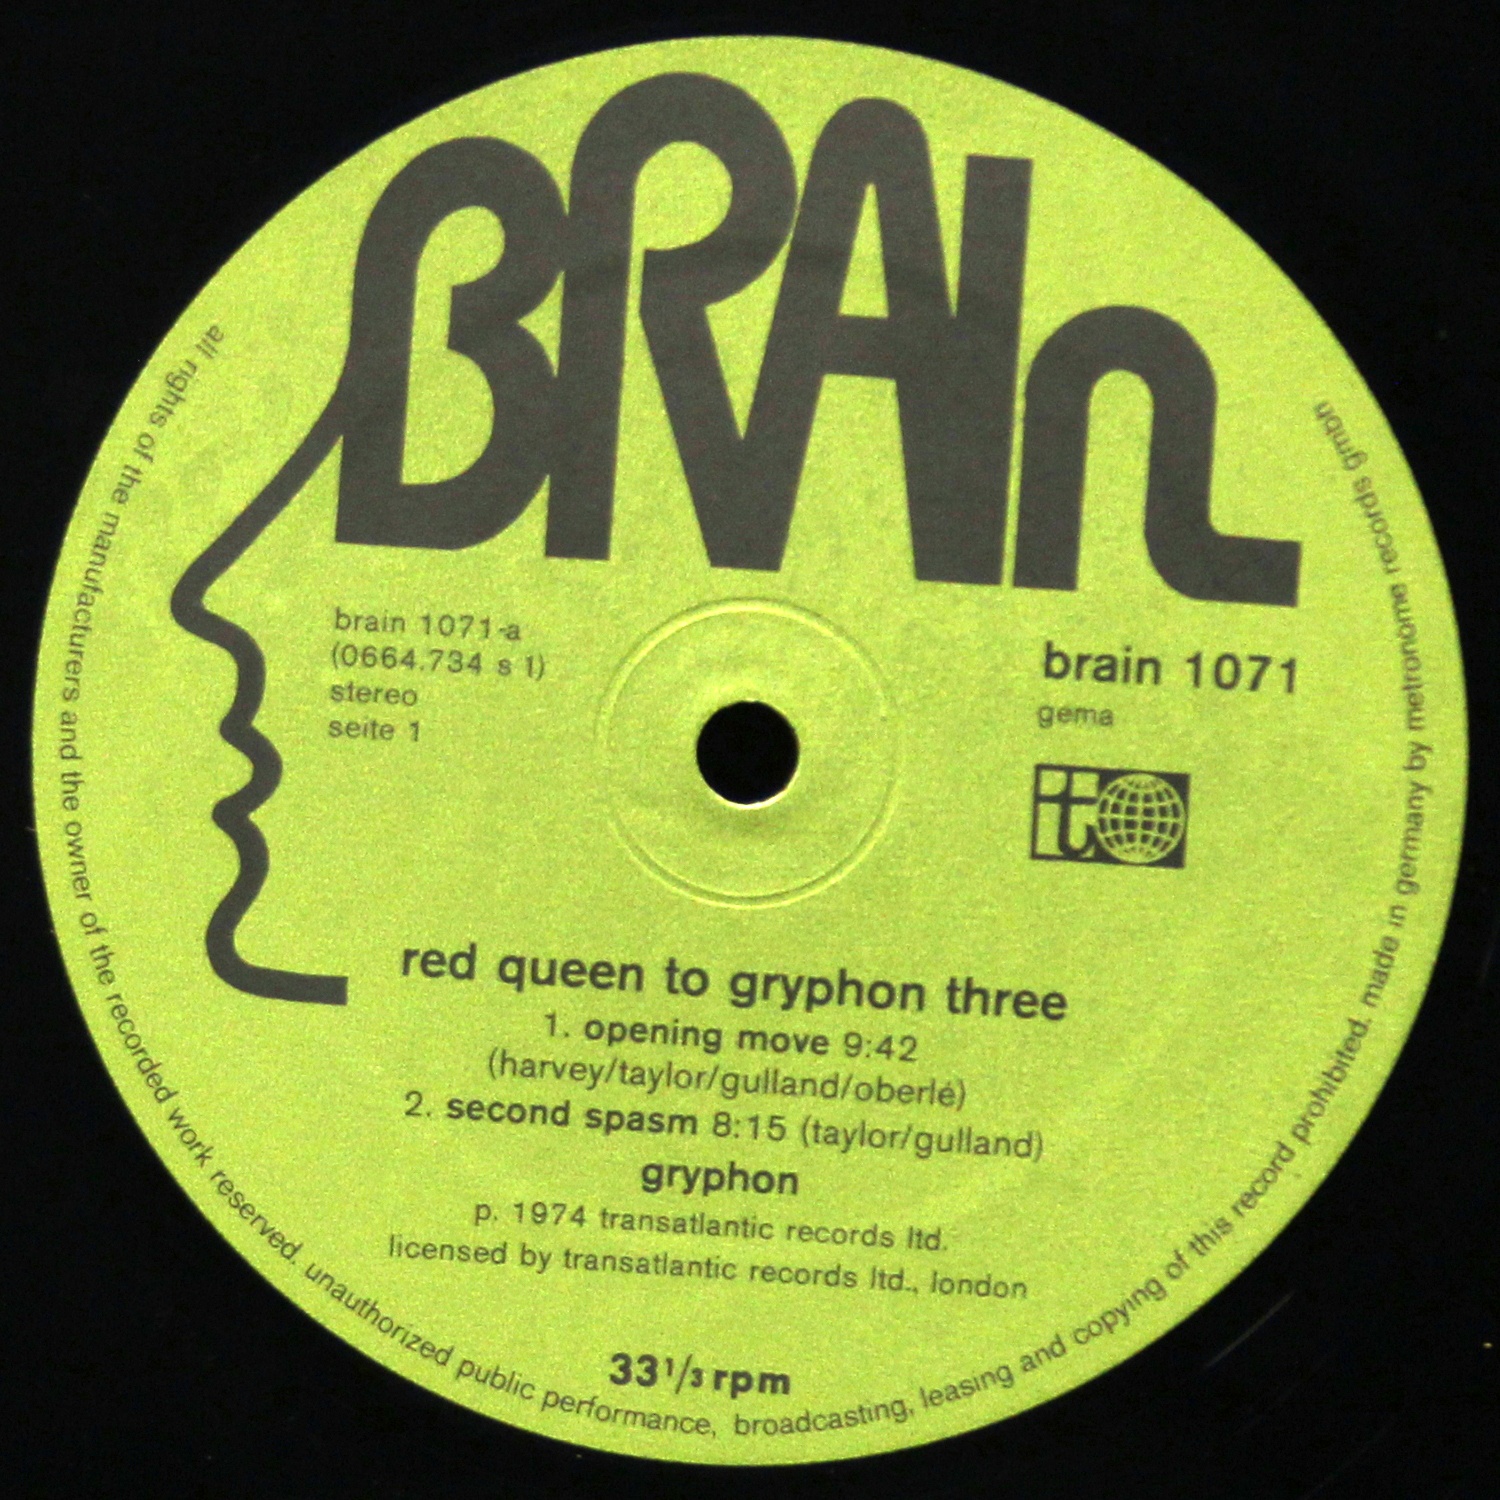 BRAIn
brain 1071-a
(0664.734 s 1)
stereo
seite 1
brain 1071
gema
it
red queen to gryphon three
1. opening move 9:42
(harvey/taylor/gulland/oberlé)
2. second spasm 8:15 (taylor/gulland)
gryphon
p. 1974 transatlantic records ltd.
licensed by transatlantic records ltd., london
33 1/3 rpm
all rights of the manufacturers and the owner of the recorded work reserved. unauthorized public performance, broadcasting, leasing and copying of this record prohibited. made in germany by metronome records gmbh